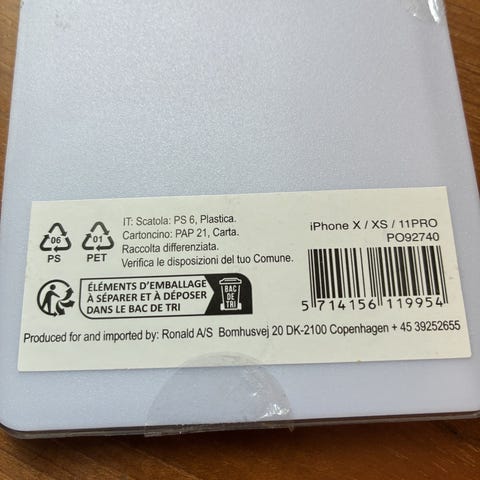 IT: Scatola: PS 6, Plastica.
Cartoncino: PAP 21, Carta.
Raccolta differenziata.
Verifica le disposizioni del tuo Comune.
06
PS
01
PET
iPhone X / XS / 11PRO
PO92740
5 714156 119954
ÉLÉMENTS D'EMBALLAGE
À SÉPARER ET À DÉPOSER
DANS LE BAC DE TRI
BAC
DE
TRI
Produced for and imported by: Ronald A/S Bomhusvej 20 DK-2100 Copenhagen + 45 39252655